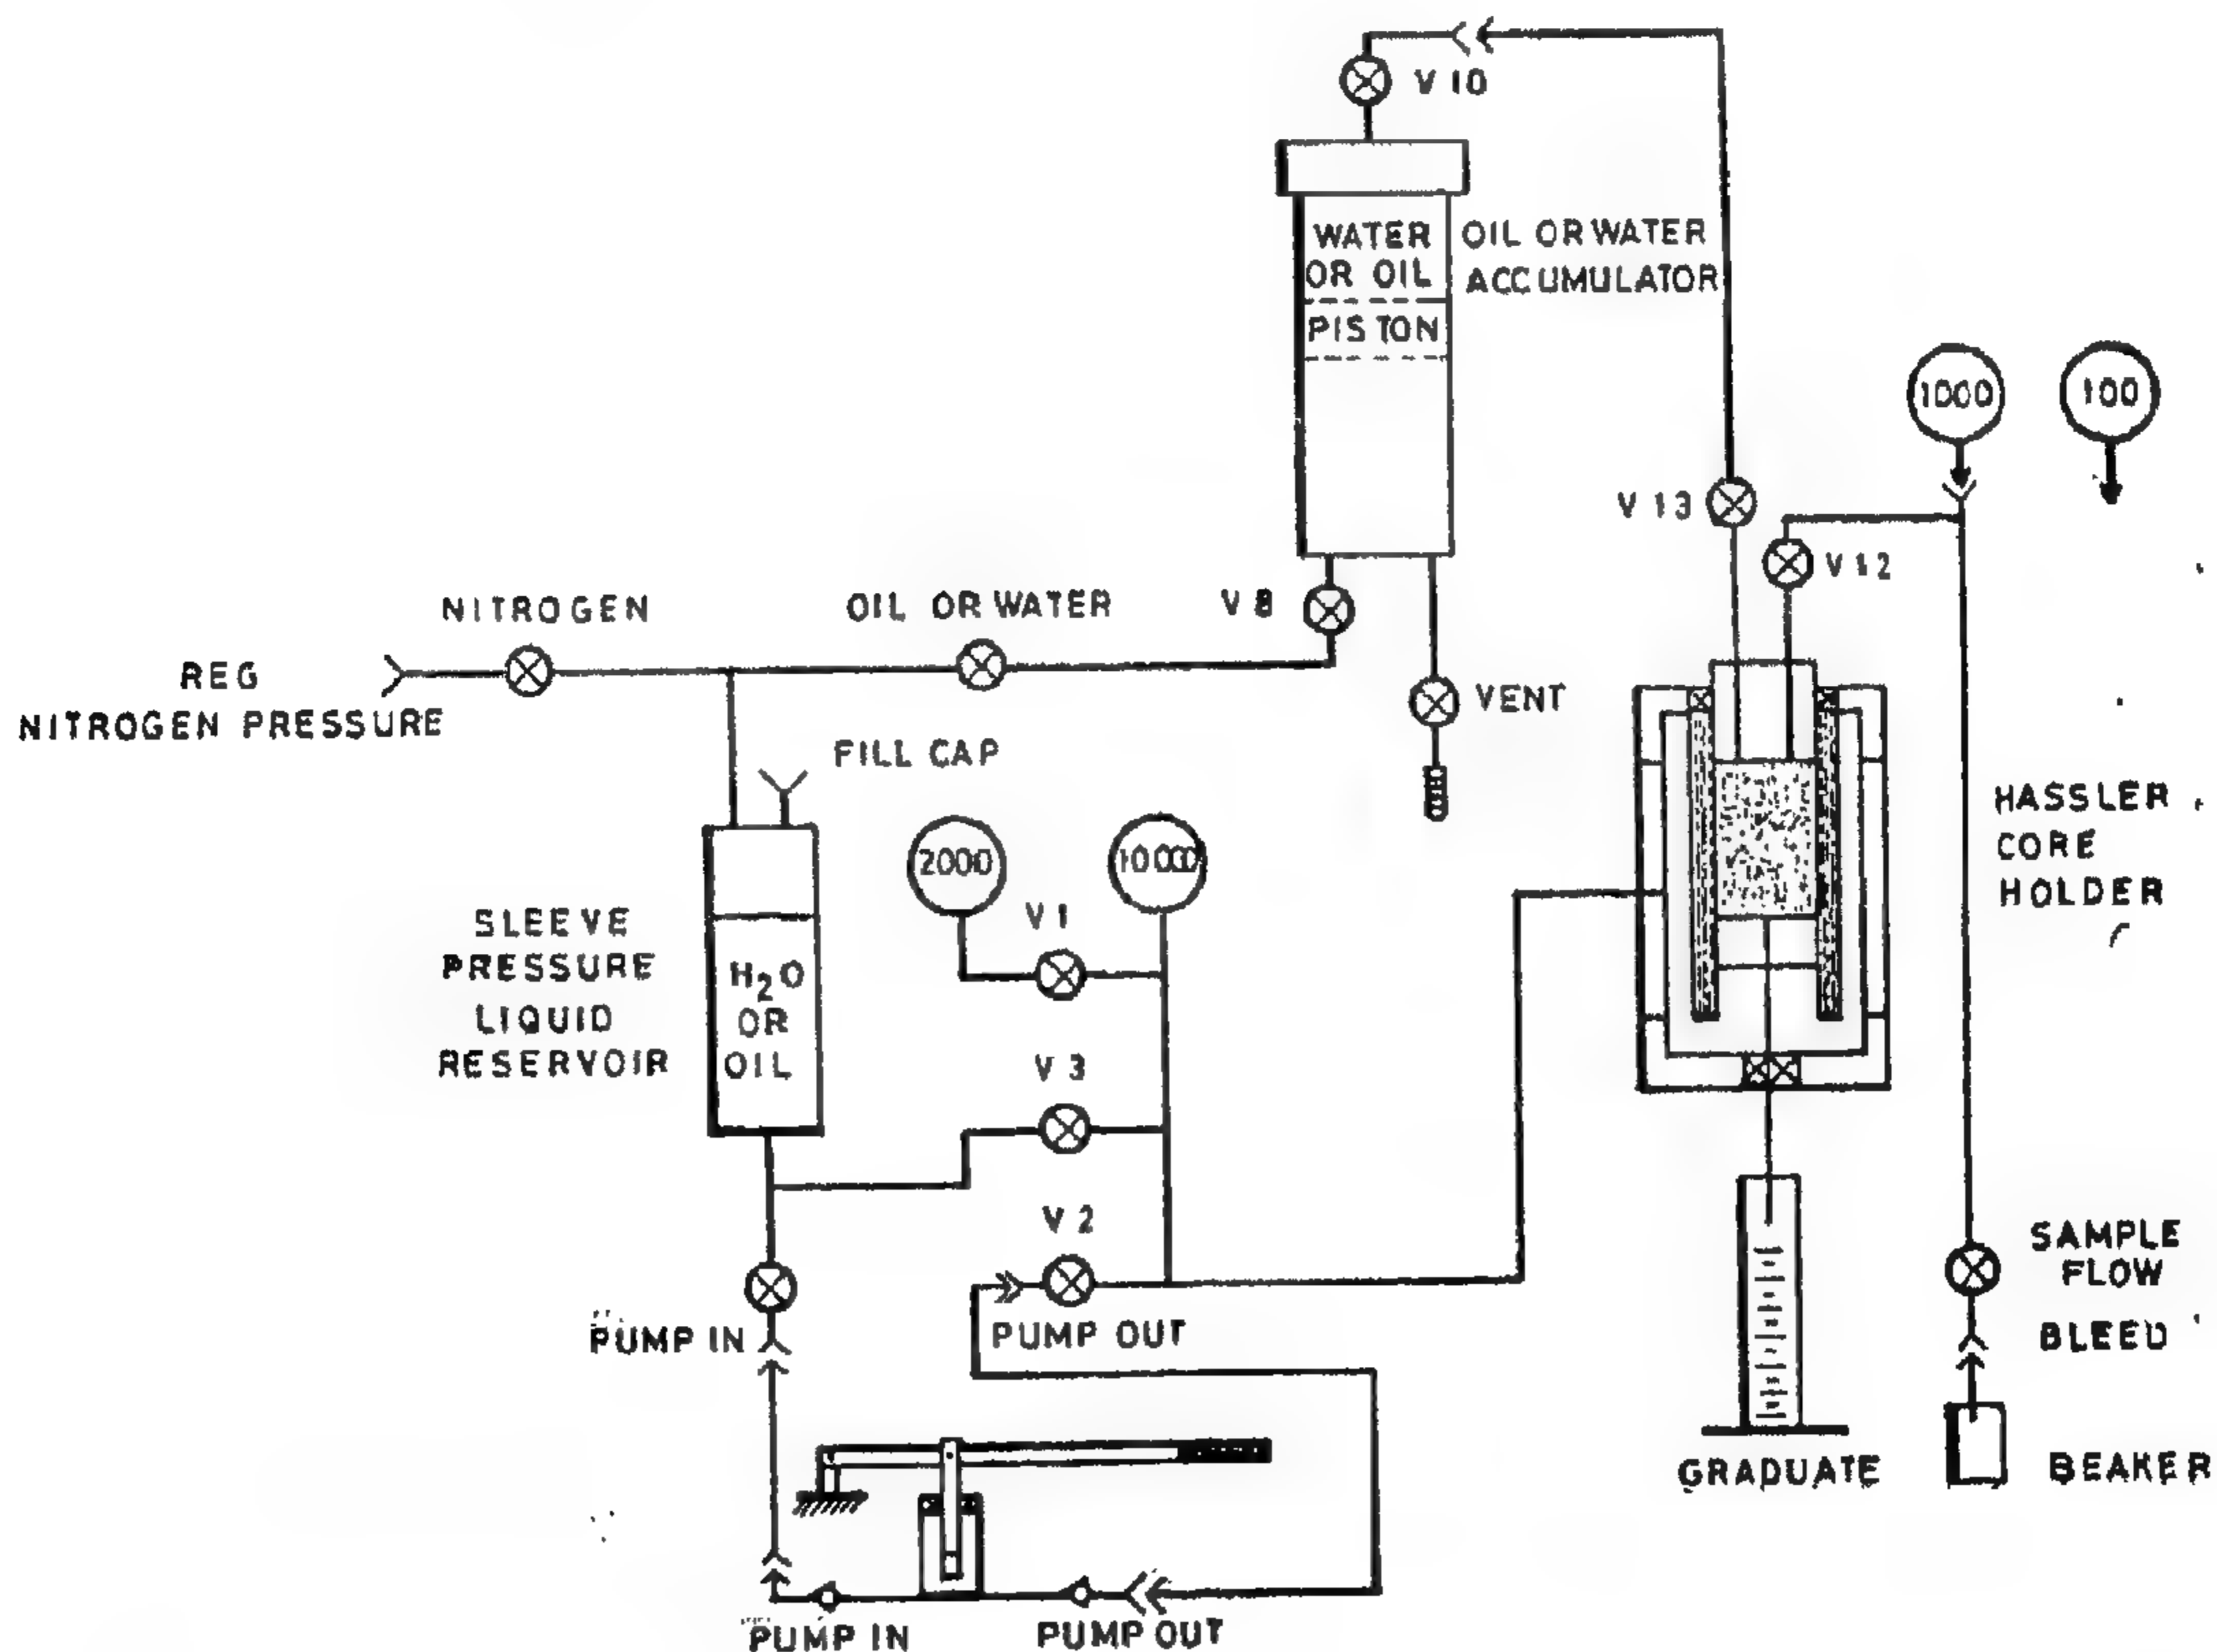 V 10
WATER
OR OIL
PISTON
OIL OR WATER
ACCUMULATOR
1000
100
V 13
V 12
NITROGEN
OIL OR WATER
V 8
REG
NITROGEN PRESSURE
VENT
FILL CAP
HASSLER
CORE
HOLDER
2000
10000
V 1
SLEEVE
PRESSURE
LIQUID
RESERVOIR
H2O
OR
OIL
V 3
V 2
PUMP IN
PUMP OUT
SAMPLE
FLOW
BLEED
GRADUATE
BEAKER
PUMP IN
PUMP OUT